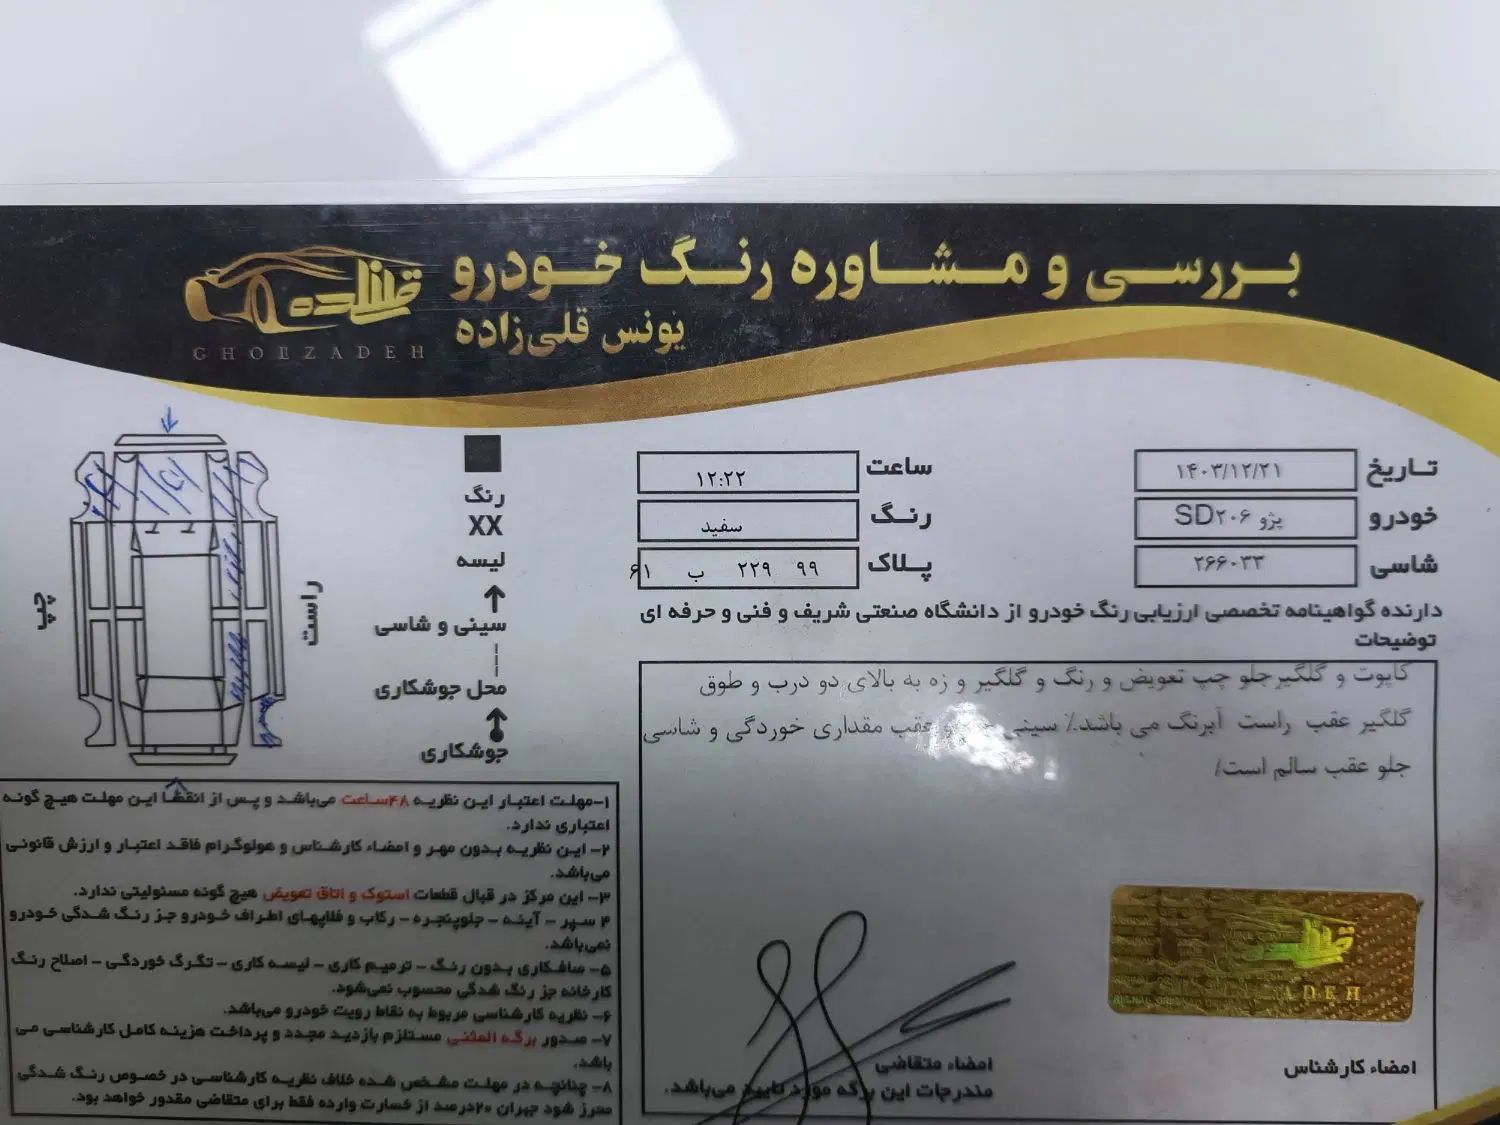 بررسی و مشاوره رنگ خودرو
یونس قلی‌زاده
قلیزاده
GHOLIZADEH
تاریخ ۱۴۰۳/۱۲/۲۱
ساعت ۱۲:۲۲
خودرو پژو ۲۰۶SD
رنگ سفید
شاسی ۲۶۶۰۳۳
پلاک ۹۹ ۲۲۹ ب ۶۱
دارنده گواهینامه تخصصی ارزیابی رنگ خودرو از دانشگاه صنعتی شریف و فنی و حرفه ای
توضیحات
کاپوت و گلگیرجلو چپ تعویض و رنگ و گلگیر و زه به بالای دو درب و طوق
گلگیر عقب راست آبرنگ می باشد٪ سینی عقب مقداری خوردگی و شاسی
جلو عقب سالم است/
رنگ
XX
لیسه
سینی و شاسی
محل جوشکاری
جوشکاری
چپ
راست
۱-مهلت اعتبار این نظریه ۴۸ساعت می‌باشد و پس از انقضا این مهلت هیچ گونه
اعتباری ندارد.
۲- این نظریه بدون مهر و امضاء کارشناس و هولوگرام فاقد اعتبار و ارزش قانونی
می‌باشد.
۳- این مرکز در قبال قطعات استوک و اتاق تعویض هیچ گونه مسئولیتی ندارد.
۴ سپر - آینه - جلوپنجره - رکاب و فلاپهای اطراف خودرو جز رنگ شدگی خودرو
نمی‌باشد.
۵- صافکاری بدون رنگ - ترمیم کاری - لیسه کاری - تگرگ خوردگی - اصلاح رنگ
کارخانه جز رنگ شدگی محسوب نمی‌شود.
۶- نظریه کارشناسی مربوط به نقاط رویت خودرو می‌باشد.
۷- صدور برگه المثنی مستلزم بازدید مجدد و پرداخت هزینه کامل کارشناسی می
باشد.
۸- چنانچه در مهلت مشخص شده خلاف نظریه کارشناسی در خصوص رنگ شدگی
محرز شود جبران ۲۰درصد از خسارت وارده فقط برای متقاضی مقدور خواهد بود.
امضاء متقاضی
مندرجات این برگه مورد تایید می‌باشد.
ADEH
امضاء کارشناس